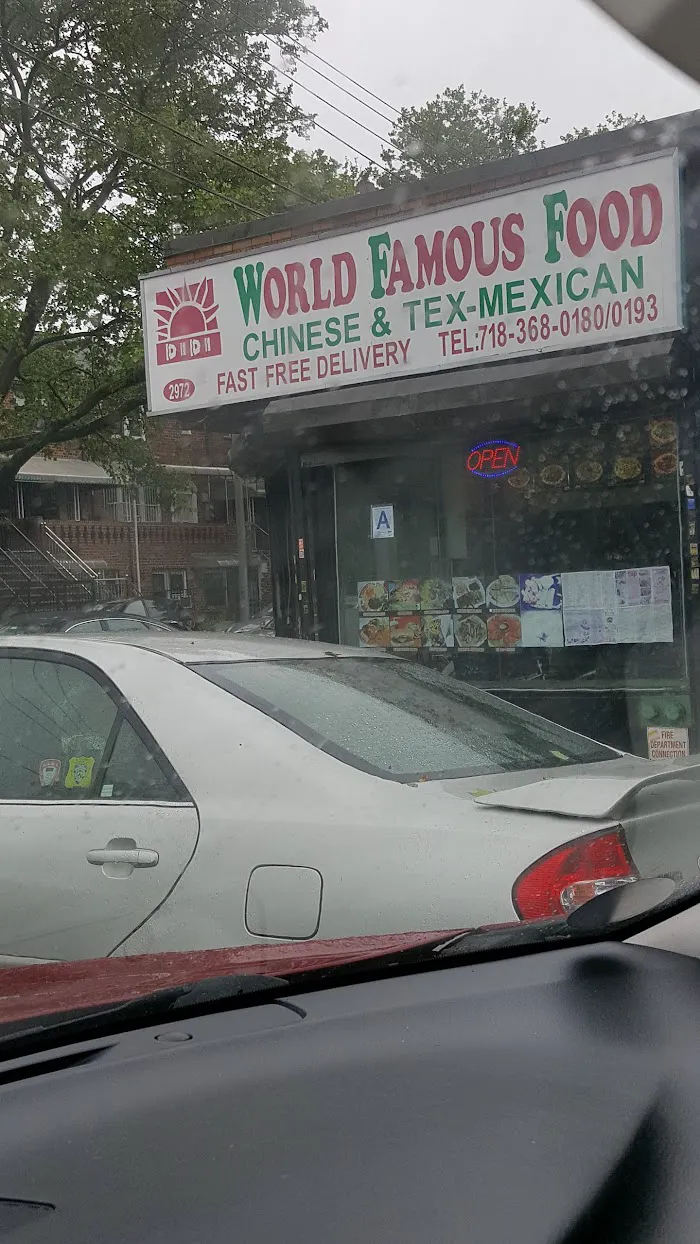 WORLD FAMOUS FOOD
CHINESE & TEX-MEXICAN
2972
FAST FREE DELIVERY TEL:718-368-0180/0193
OPEN
A
FIRE
DEPARTMENT
CONNECTION